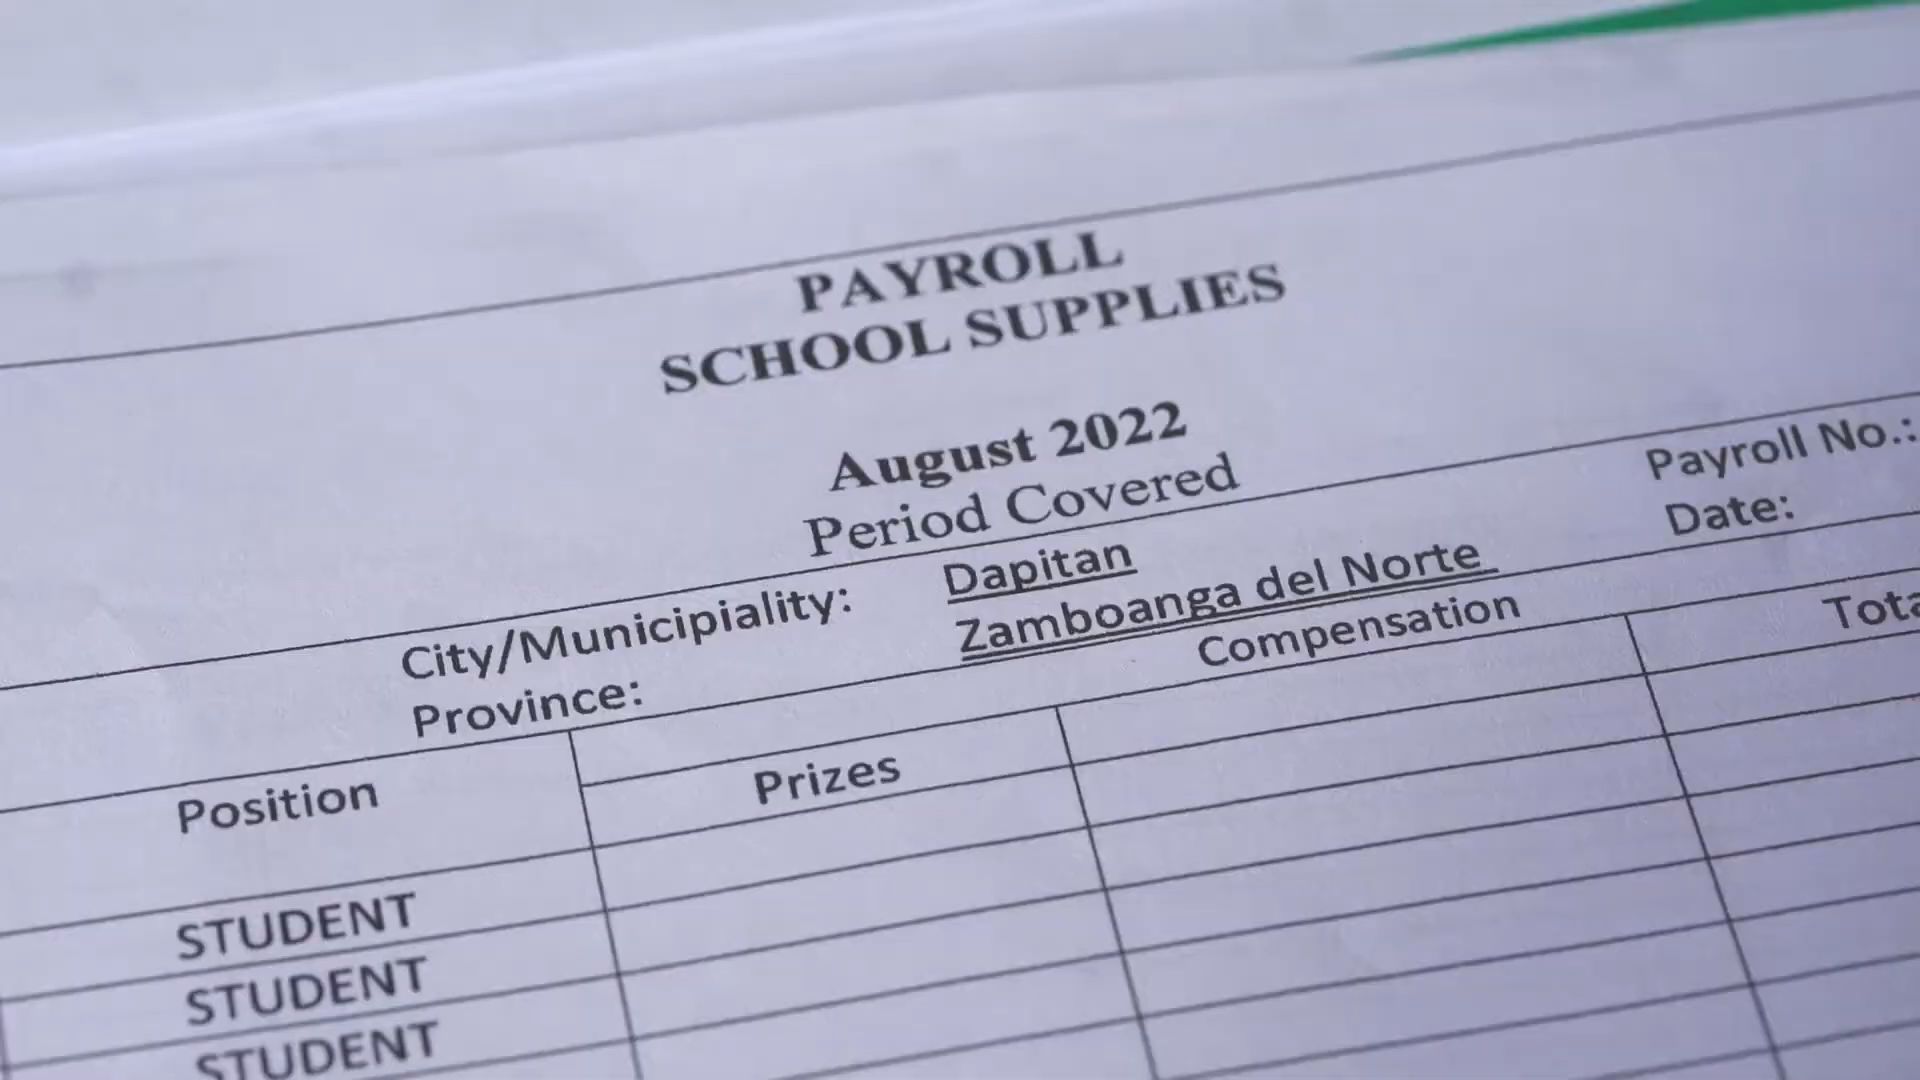 PAYROLL
SCHOOL SUPPLIES
August 2022
Period Covered
City/Municipiality: Dapitan
Province: Zamboanga del Norte
Payroll No.:
Date:
Position
Compensation
Prizes
STUDENT
STUDENT
STUDENT